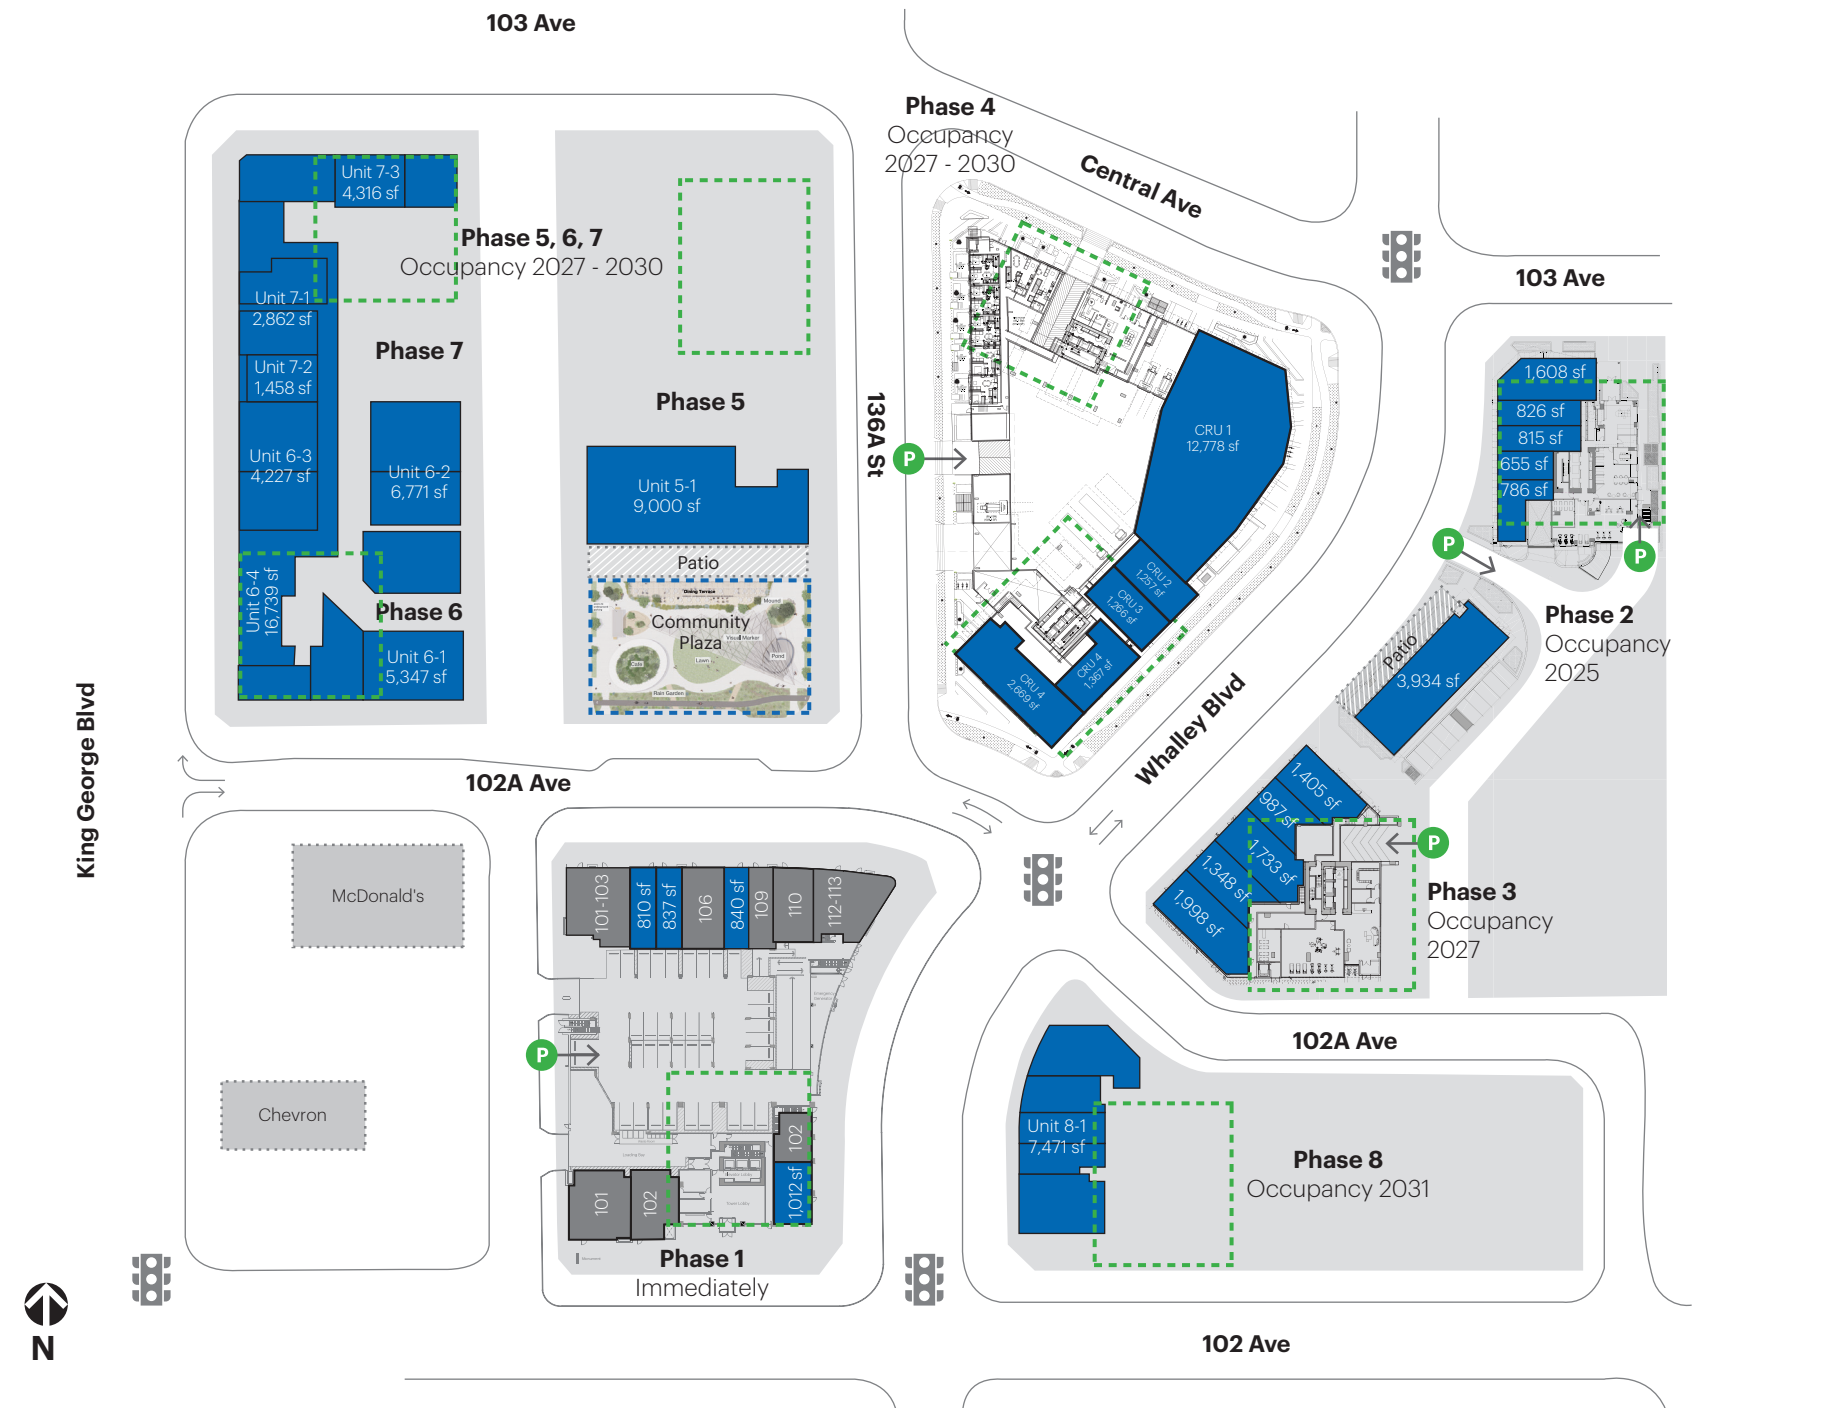 103 Ave
Phase 4
Occupancy
2027 - 2030
Central Ave
103 Ave
Unit 7-3
4,316 sf
Phase 5, 6, 7
Occupancy 2027 - 2030
Unit 7-1
2,862 sf
Phase 7
Unit 7-2
1,458 sf
Phase 5
136A St
Unit 6-3
4,227 sf
Unit 6-2
6,771 sf
Unit 5-1
9,000 sf
Patio
Unit 6-4
16,739 sf
Phase 6
Unit 6-1
5,347 sf
Dining Terrace
Mound
Community
Plaza
Visual Marker
Lawn
Pond
Rain Garden
P
CRU 1
12,778 sf
CRU 2
1,257 sf
CRU 3
1,266 sf
CRU 4
1,367 sf
CRU 4
2,669 sf
Whalley Blvd
1,608 sf
826 sf
815 sf
655 sf
786 sf
P
P
Phase 2
Occupancy
2025
Patio
3,934 sf
King George Blvd
102A Ave
1,405 sf
987 sf
1,733 sf
1,348 sf
1,998 sf
P
Phase 3
Occupancy
2027
McDonald's
Chevron
101-103
810 sf
837 sf
106
840 sf
109
110
112-113
P
102
1,012 sf
101
102
Phase 1
Immediately
102A Ave
Unit 8-1
7,471 sf
Phase 8
Occupancy 2031
N
102 Ave